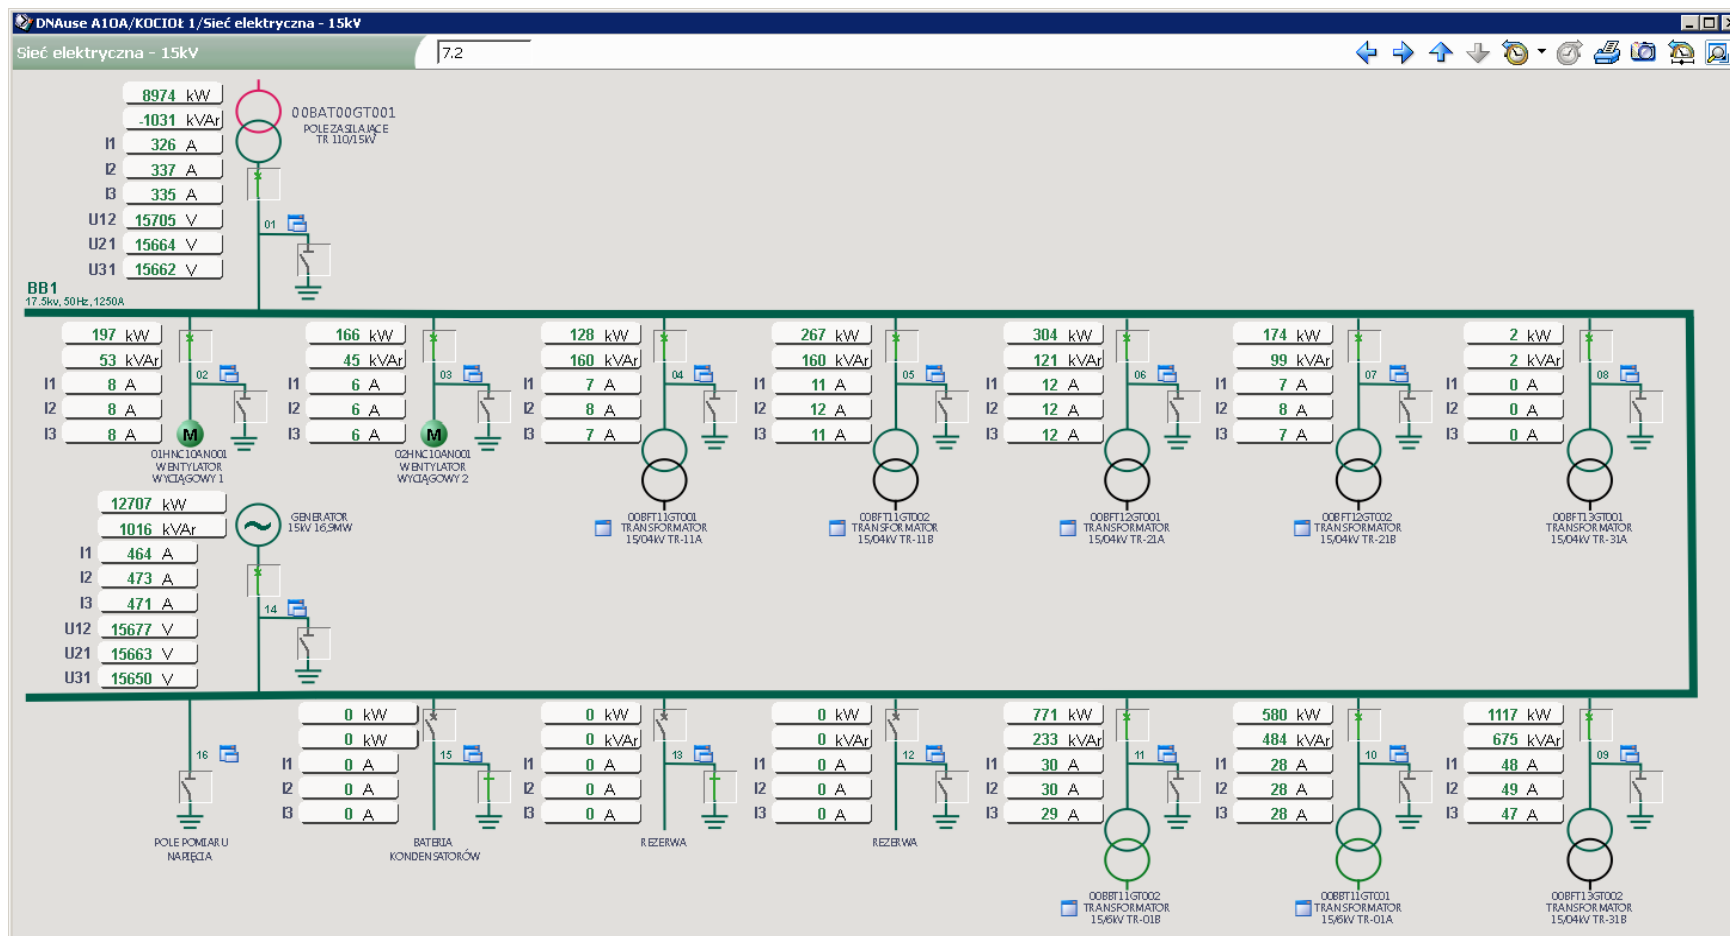 DNAuse A10A/KOCIOŁ 1/Sieć elektryczna - 15kV
Sieć elektryczna - 15kV
7.2
8974 kW
-1031 kVAr
I1 326 A
I2 337 A
I3 335 A
U12 15705 V
U21 15664 V
U31 15662 V
00BAT00GT001
POLE ZASILAJĄCE
TR 110/15kV
01
BB1
17.5kv, 50Hz, 1250A
197 kW
53 kVAr
I1 8 A
I2 8 A
I3 8 A
02
M
01HNC10AN001
WENTYLATOR
WYCIĄGOWY 1
166 kW
45 kVAr
I1 6 A
I2 6 A
I3 6 A
03
M
02HNC10AN001
WENTYLATOR
WYCIĄGOWY 2
128 kW
160 kVAr
I1 7 A
I2 8 A
I3 7 A
04
00BFT11GT001
TRANSFORMATOR
15/04kV TR-11A
267 kW
160 kVAr
I1 11 A
I2 12 A
I3 11 A
05
00BFT11GT002
TRANSFORMATOR
15/04kV TR-11B
304 kW
121 kVAr
I1 12 A
I2 12 A
I3 12 A
06
00BFT12GT001
TRANSFORMATOR
15/04kV TR-21A
174 kW
99 kVAr
I1 7 A
I2 8 A
I3 7 A
07
00BFT12GT002
TRANSFORMATOR
15/04kV TR-21B
2 kW
2 kVAr
I1 0 A
I2 0 A
I3 0 A
08
00BFT13GT001
TRANSFORMATOR
15/04kV TR-31A
12707 kW
1016 kVAr
I1 464 A
I2 473 A
I3 471 A
U12 15677 V
U21 15663 V
U31 15650 V
GENERATOR
15kV 16,9MW
14
16
POLE POMIARU
NAPIĘCIA
0 kW
0 kW
I1 0 A
I2 0 A
I3 0 A
15
BATERIA
KONDENSATORÓW
0 kW
0 kVAr
I1 0 A
I2 0 A
I3 0 A
13
REZERWA
0 kW
0 kVAr
I1 0 A
I2 0 A
I3 0 A
12
REZERWA
771 kW
233 kVAr
I1 30 A
I2 30 A
I3 29 A
11
00BBT11GT002
TRANSFORMATOR
15/6kV TR-01B
580 kW
484 kVAr
I1 28 A
I2 28 A
I3 28 A
10
00BBT11GT001
TRANSFORMATOR
15/6kV TR-01A
1117 kW
675 kVAr
I1 48 A
I2 49 A
I3 47 A
09
00BFT13GT002
TRANSFORMATOR
15/04kV TR-31B